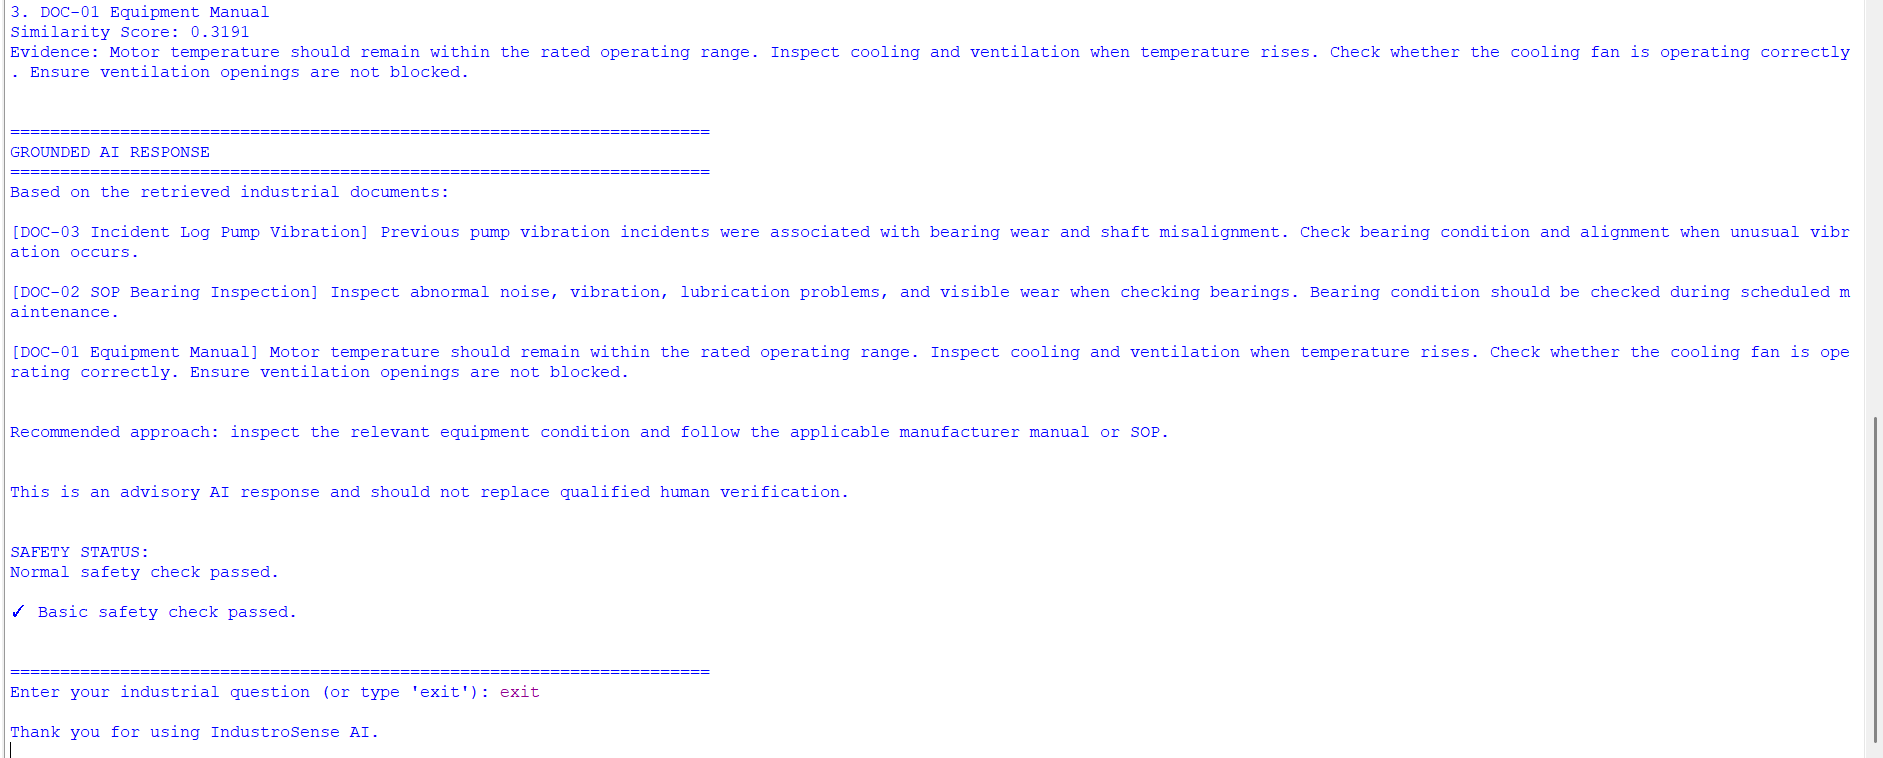 3. DOC-01 Equipment Manual
Similarity Score: 0.3191
Evidence: Motor temperature should remain within the rated operating range. Inspect cooling and ventilation when temperature rises. Check whether the cooling fan is operating correctly
. Ensure ventilation openings are not blocked.
======================================================================
GROUNDED AI RESPONSE
======================================================================
Based on the retrieved industrial documents:
[DOC-03 Incident Log Pump Vibration] Previous pump vibration incidents were associated with bearing wear and shaft misalignment. Check bearing condition and alignment when unusual vibr
ation occurs.
[DOC-02 SOP Bearing Inspection] Inspect abnormal noise, vibration, lubrication problems, and visible wear when checking bearings. Bearing condition should be checked during scheduled m
aintenance.
[DOC-01 Equipment Manual] Motor temperature should remain within the rated operating range. Inspect cooling and ventilation when temperature rises. Check whether the cooling fan is ope
rating correctly. Ensure ventilation openings are not blocked.
Recommended approach: inspect the relevant equipment condition and follow the applicable manufacturer manual or SOP.
This is an advisory AI response and should not replace qualified human verification.
SAFETY STATUS:
Normal safety check passed.
✓ Basic safety check passed.
======================================================================
Enter your industrial question (or type 'exit'): exit
Thank you for using IndustroSense AI.